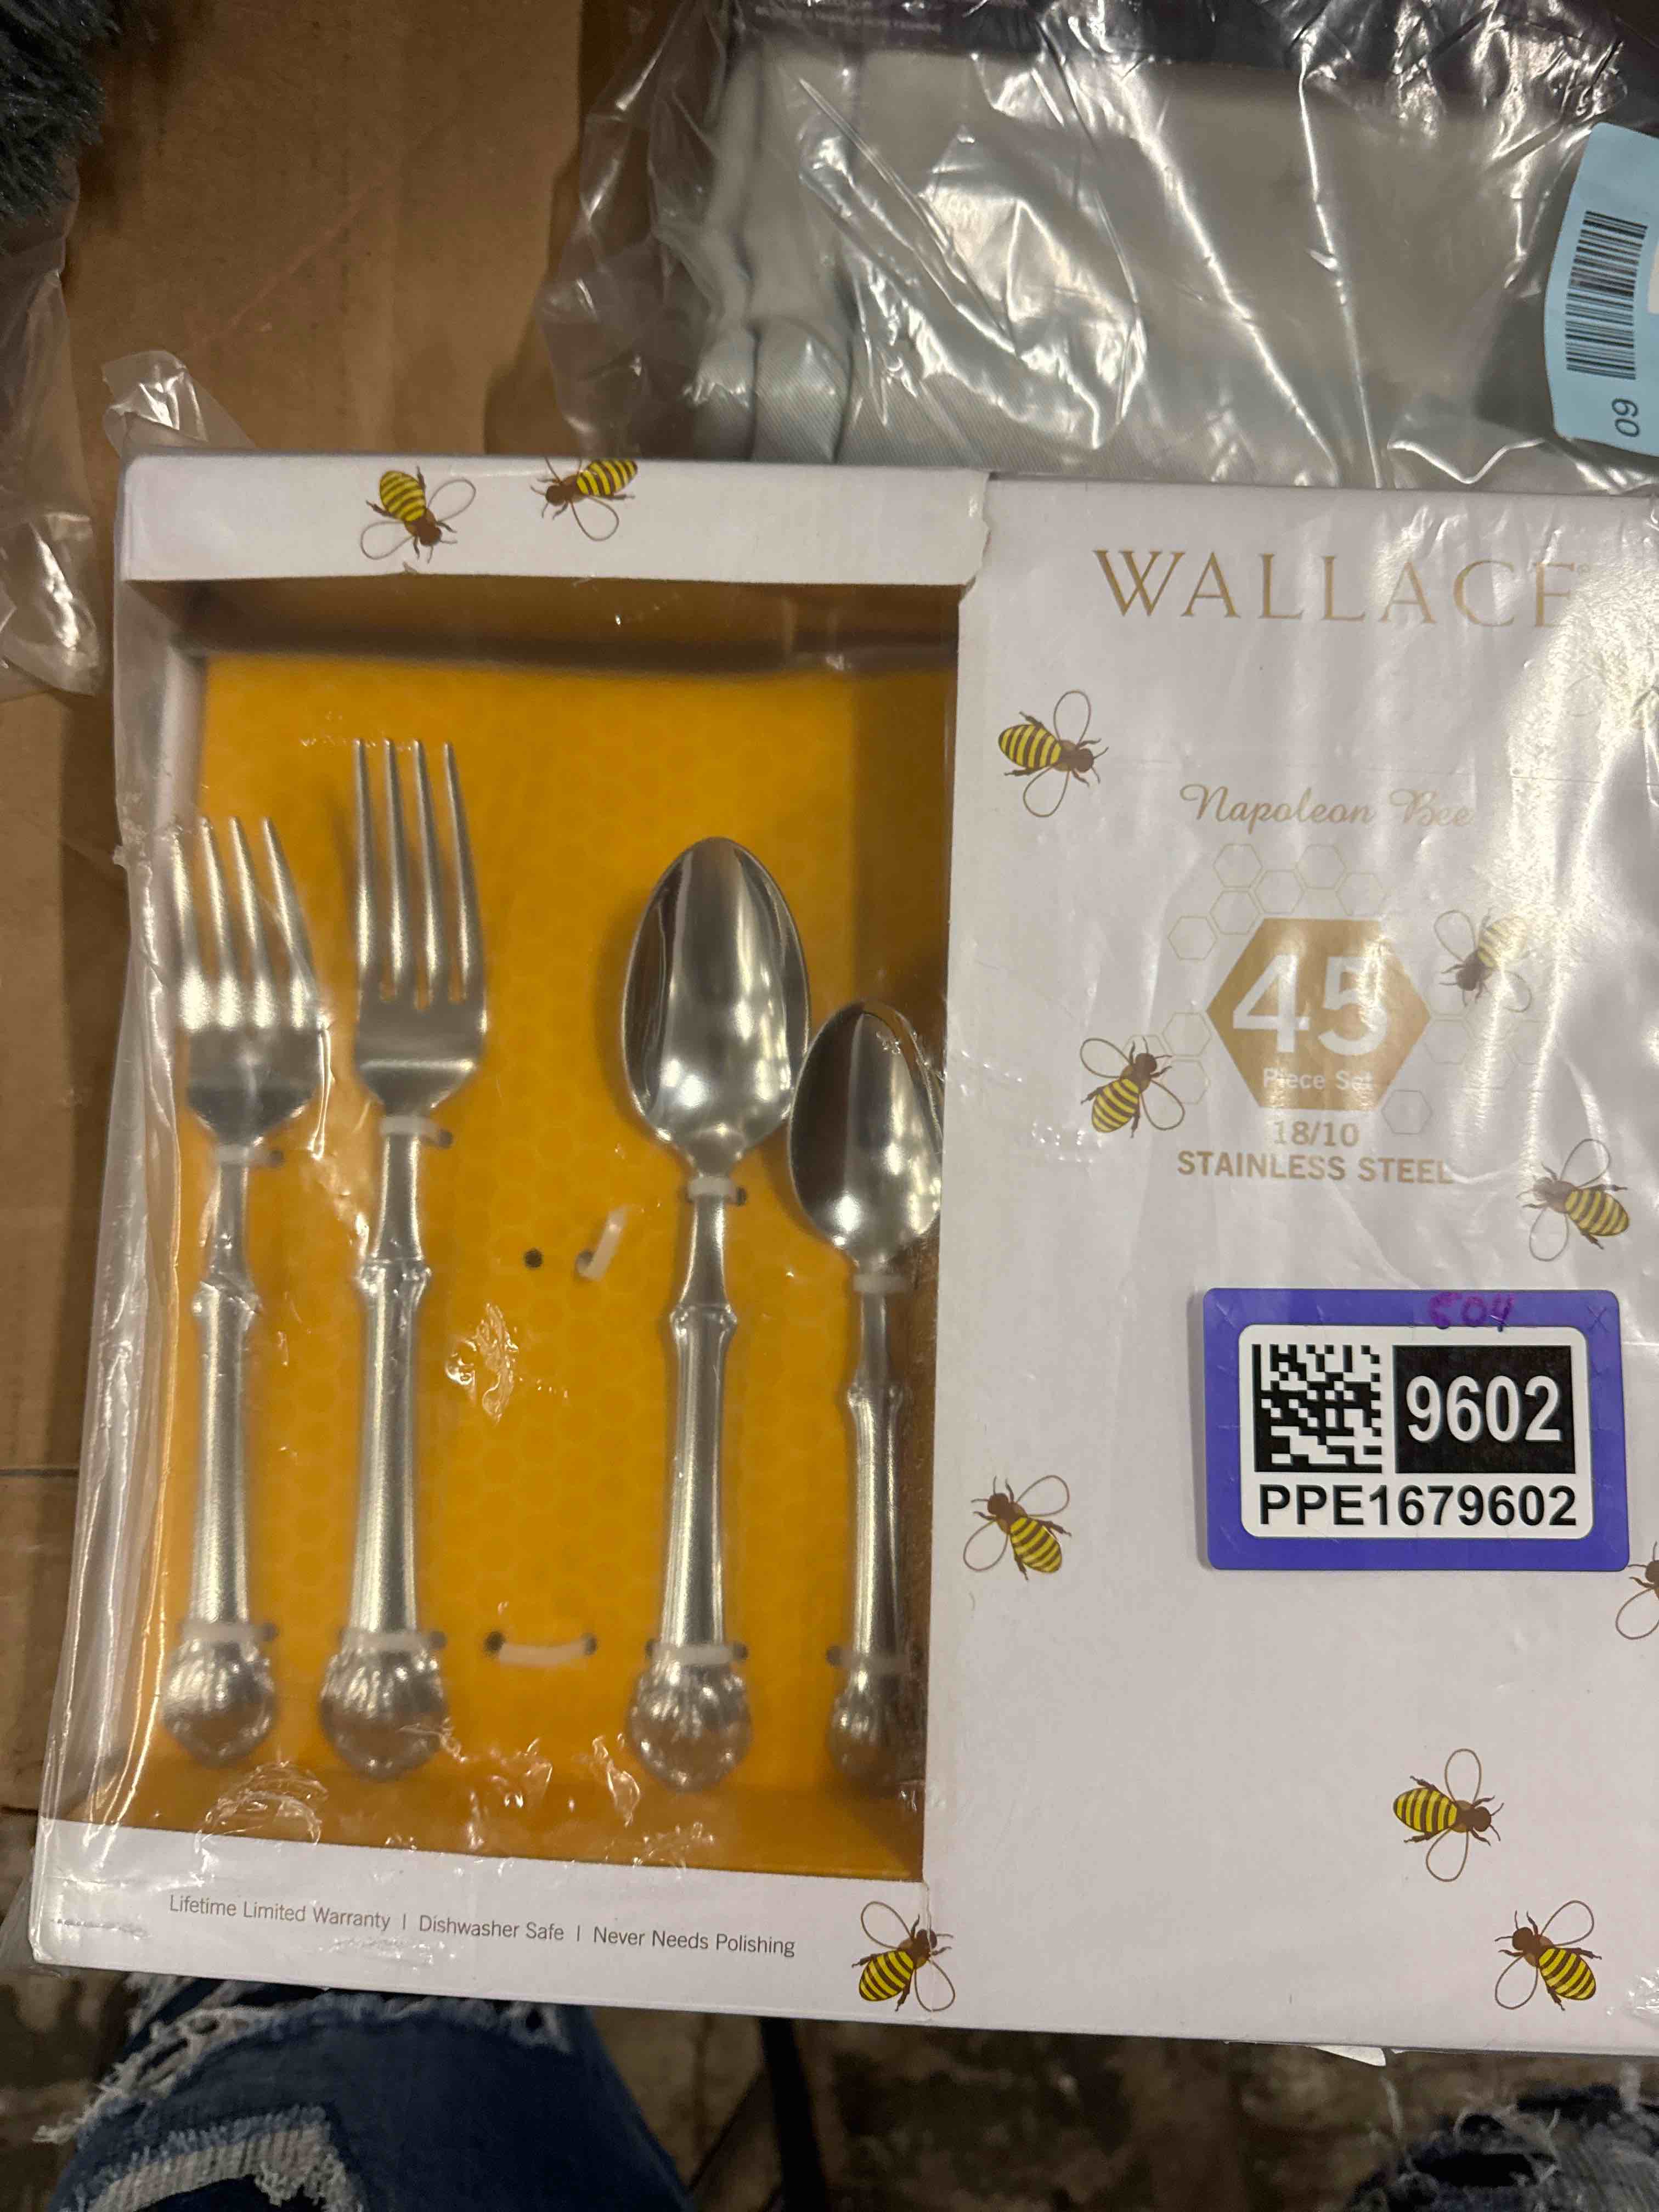 09
WALLACE®
Napoleon Bee
45
Piece Set
18/10
STAINLESS STEEL
504
9602
PPE1679602
Lifetime Limited Warranty | Dishwasher Safe | Never Needs Polishing